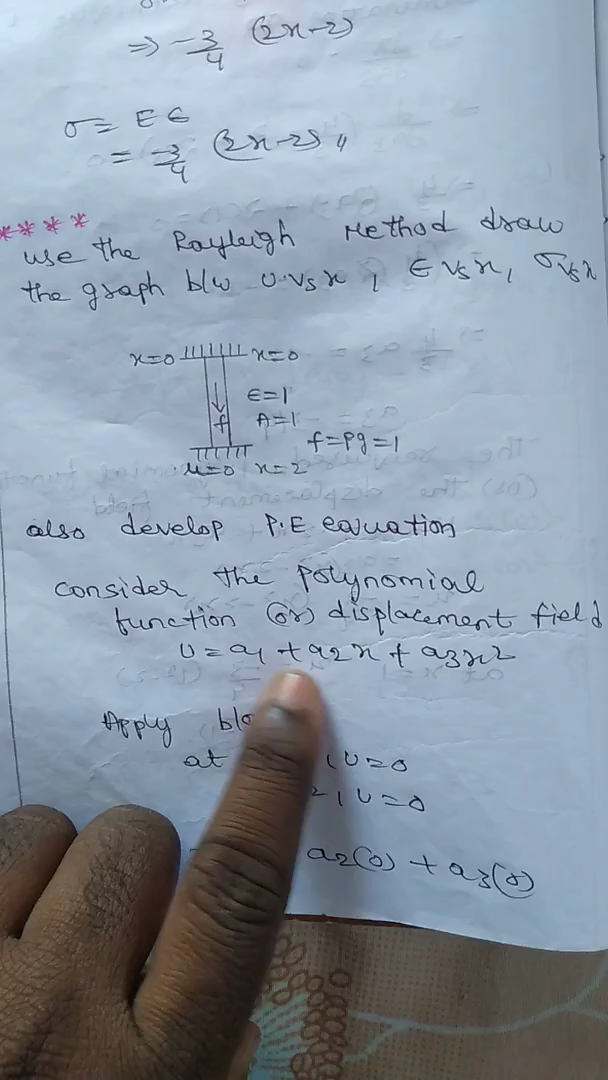 ⇒ -3/4 (2x-2)
σ = E ϵ
= -3/4 (2x-2) //
**** use the Rayleigh Method draw
the graph b/w u vs x , ϵ vs x, σ vs x
x=0 x=0
E=1
f A=1
f=ρg=1
u=0 x=2
also develop P.E equation
consider the polynomial
function (or) displacement field
u = a1 + a2x + a3x2
Apply
at , u=0
2, u=0
a2(0) + a3(0)